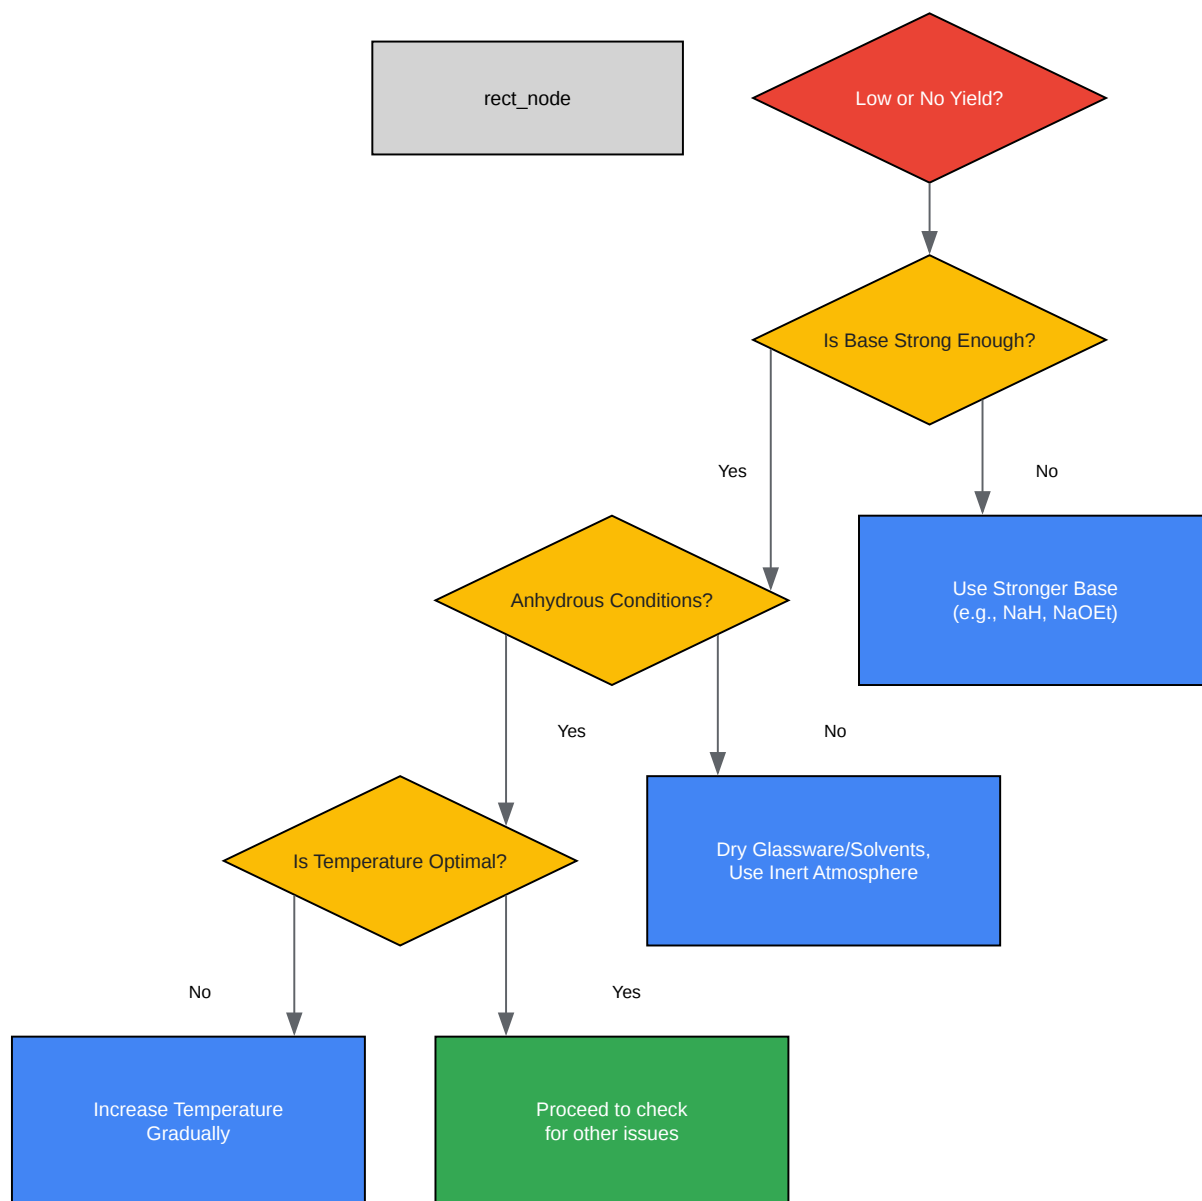 rect_node
Low or No Yield?
Is Base Strong Enough?
Yes
No
Anhydrous Conditions?
Use Stronger Base
(e.g., NaH, NaOEt)
Yes
No
Is Temperature Optimal?
Dry Glassware/Solvents,
Use Inert Atmosphere
No
Yes
Increase Temperature
Gradually
Proceed to check
for other issues